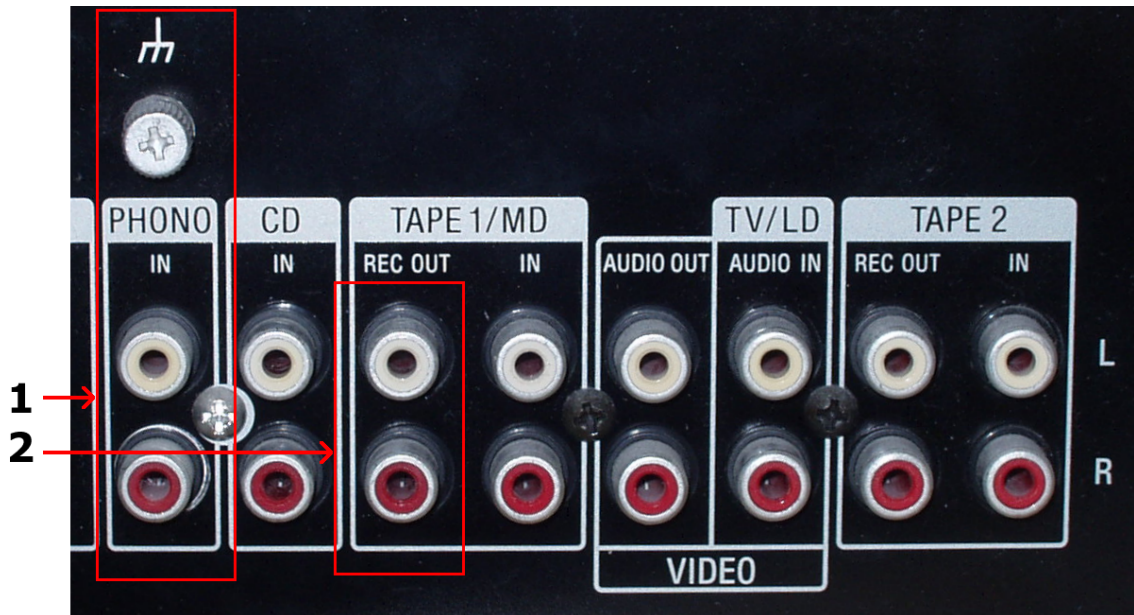 PHONO CD TAPE 1/MD TV/LD TAPE 2
IN IN REC OUT IN AUDIO OUT AUDIO IN REC OUT IN
L
1
2
R
VIDEO